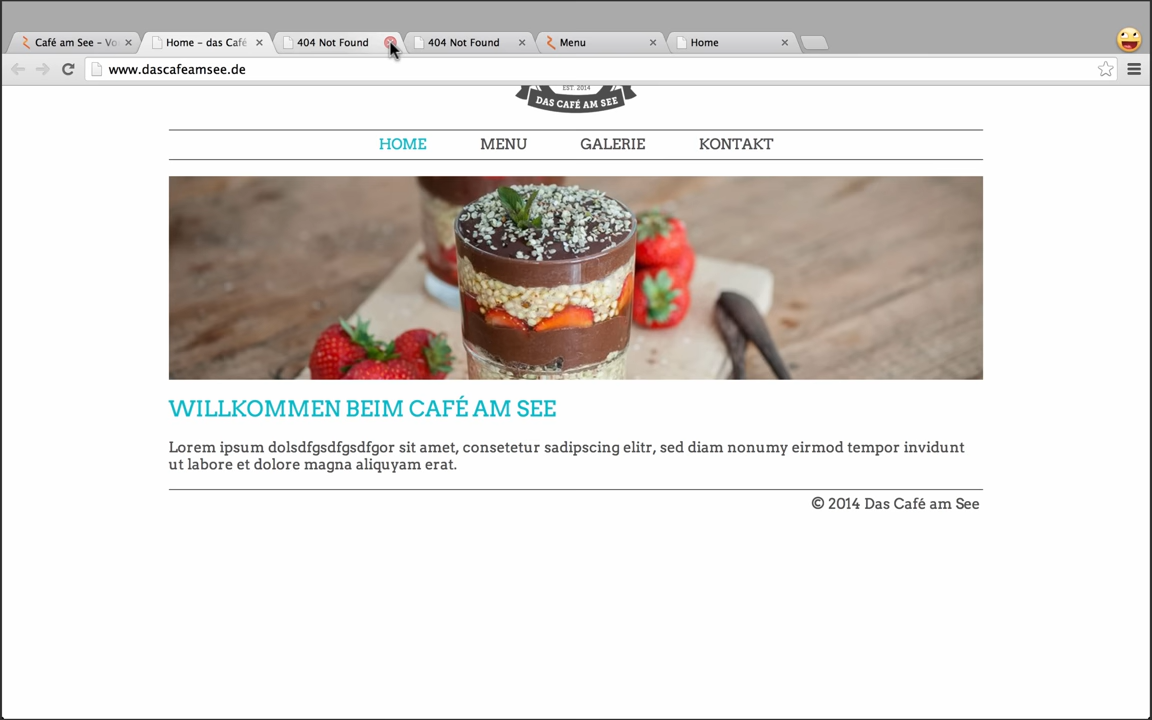 Café am See – Vo
Home – das Café
404 Not Found
404 Not Found
Menu
Home
www.dascafeamsee.de
EST. 2014
DAS CAFÉ AM SEE
HOME MENU GALERIE KONTAKT
WILLKOMMEN BEIM CAFÉ AM SEE
Lorem ipsum dolsdfgsdfgsdfgor sit amet, consetetur sadipscing elitr, sed diam nonumy eirmod tempor invidunt
ut labore et dolore magna aliquyam erat.
© 2014 Das Café am See